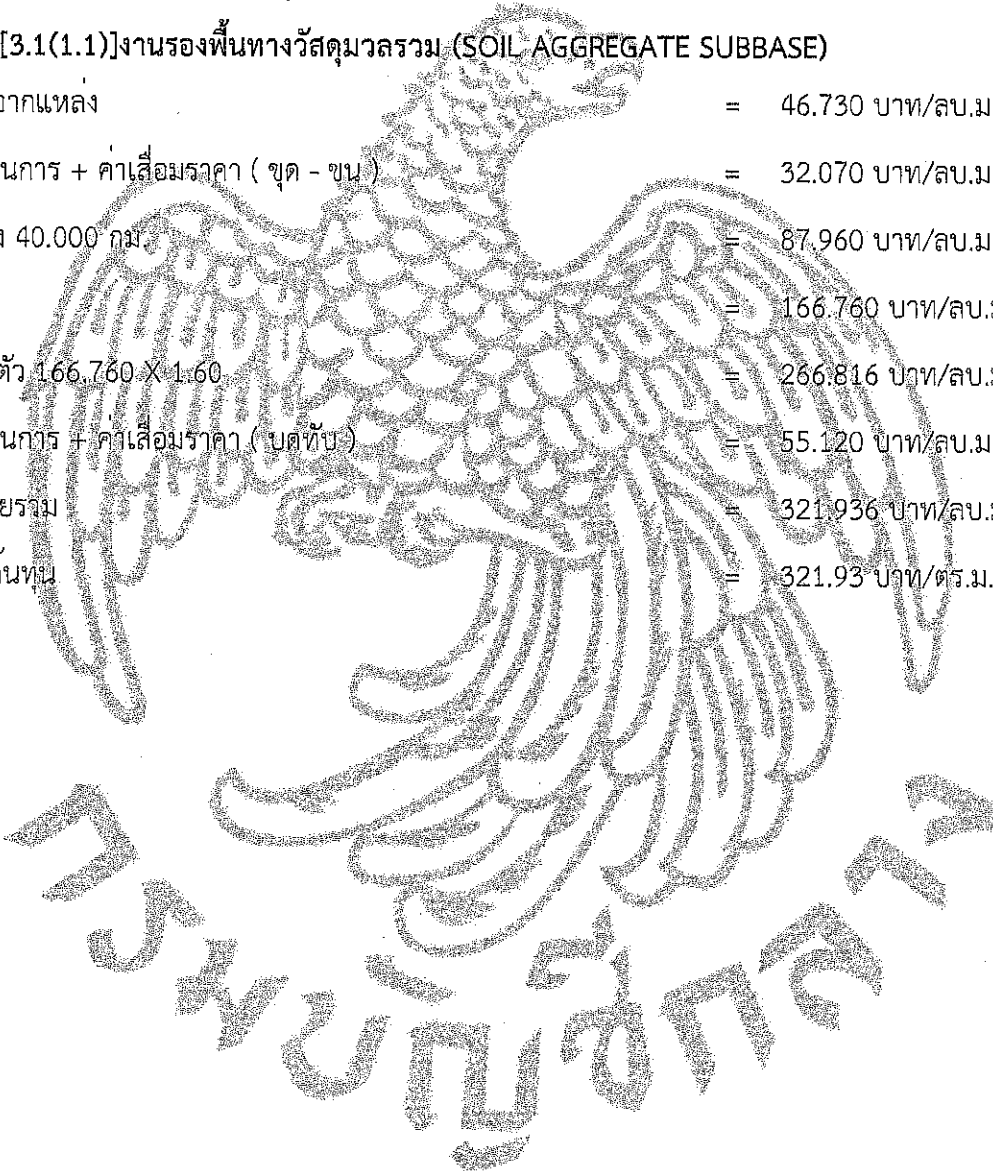 [3.1(1.1)]งานรองพื้นทางวัสดุมวลรวม (SOIL AGGREGATE SUBBASE)
จากแหล่ง = 46.730 บาท/ลบ.ม
นการ + ค่าเสื่อมราคา ( ขุด - ขน ) = 32.070 บาท/ลบ.ม
ง 40.000 กม. = 87.960 บาท/ลบ.ม
= 166.760 บาท/ลบ.ม
ตัว 166.760 X 1.60 = 266.816 บาท/ลบ.ม
นการ + ค่าเสื่อมราคา ( บดทับ ) = 55.120 บาท/ลบ.ม
ยรวม = 321.936 บาท/ลบ.ม
ต้นทุน = 321.93 บาท/ตร.ม.
กรมบัญชีกลาง